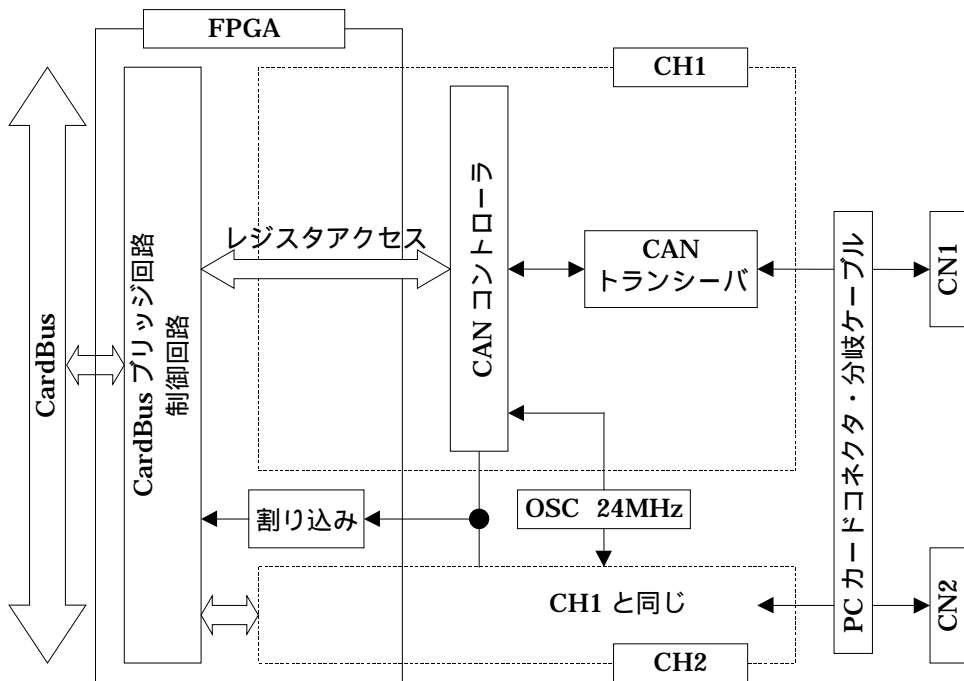 FPGA
CH1
CardBus
CardBus ブリッジ回路
制御回路
レジスタアクセス
CAN コントローラ
CAN
トランシーバ
PC カードコネクタ・分岐ケーブル
CN1
割り込み
OSC 24MHz
CH1 と同じ
CN2
CH2